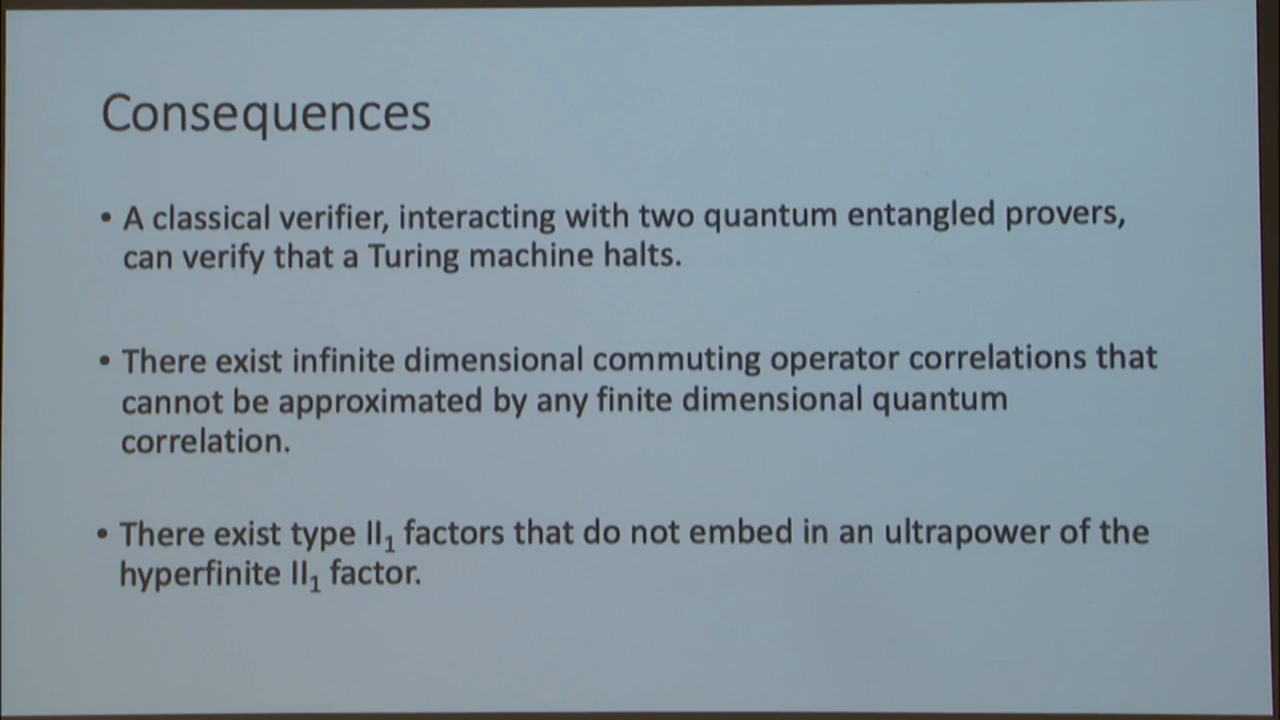 Consequences
• A classical verifier, interacting with two quantum entangled provers,
can verify that a Turing machine halts.
• There exist infinite dimensional commuting operator correlations that
cannot be approximated by any finite dimensional quantum
correlation.
• There exist type II₁ factors that do not embed in an ultrapower of the
hyperfinite II₁ factor.